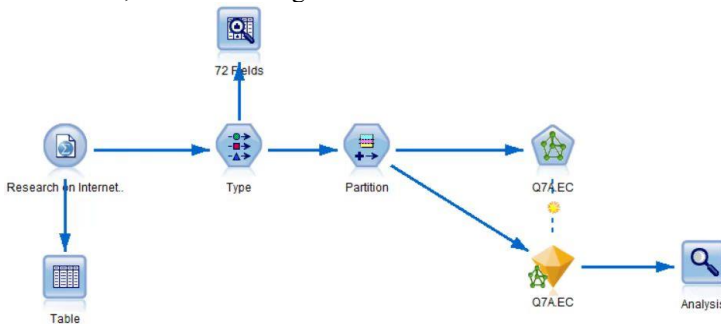 72 Fields
Research on Internet..
Type
Partition
Q7A.EC
Table
Q7A.EC
Analysis